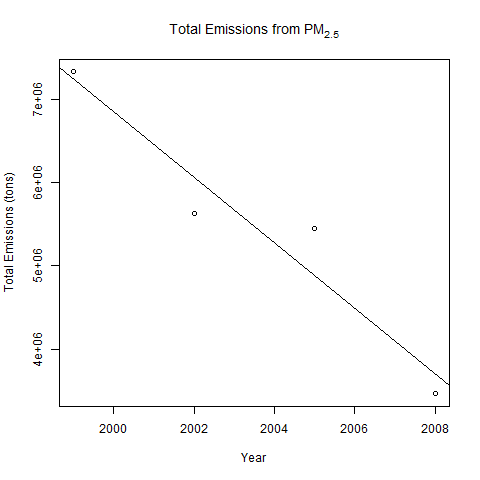 Total Emissions from PM2.5
Total Emissions (tons)
7e+06
6e+06
5e+06
4e+06
2000 2002 2004 2006 2008
Year